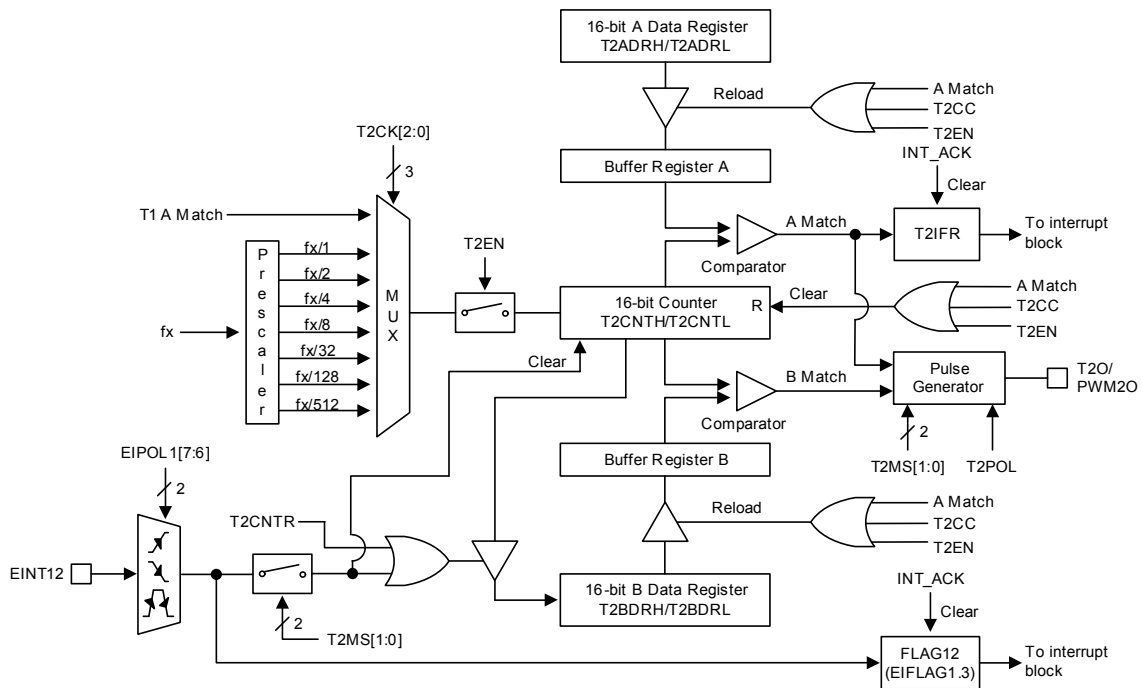 16-bit A Data Register
T2ADRH/T2ADRL
Reload
A Match
T2CC
T2EN
T2CK[2:0]
3
Buffer Register A
INT_ACK
Clear
T1 A Match
A Match
Comparator
T2IFR
To interrupt
block
Prescaler
fx
fx/1
fx/2
fx/4
fx/8
fx/32
fx/128
fx/512
MUX
T2EN
16-bit Counter
T2CNTH/T2CNTL
R
Clear
A Match
T2CC
T2EN
Clear
B Match
Comparator
Pulse
Generator
T2O/
PWM2O
2
T2MS[1:0]
T2POL
EIPOL1[7:6]
2
Buffer Register B
Reload
A Match
T2CC
T2EN
T2CNTR
EINT12
2
T2MS[1:0]
16-bit B Data Register
T2BDRH/T2BDRL
INT_ACK
Clear
FLAG12
(EIFLAG1.3)
To interrupt
block